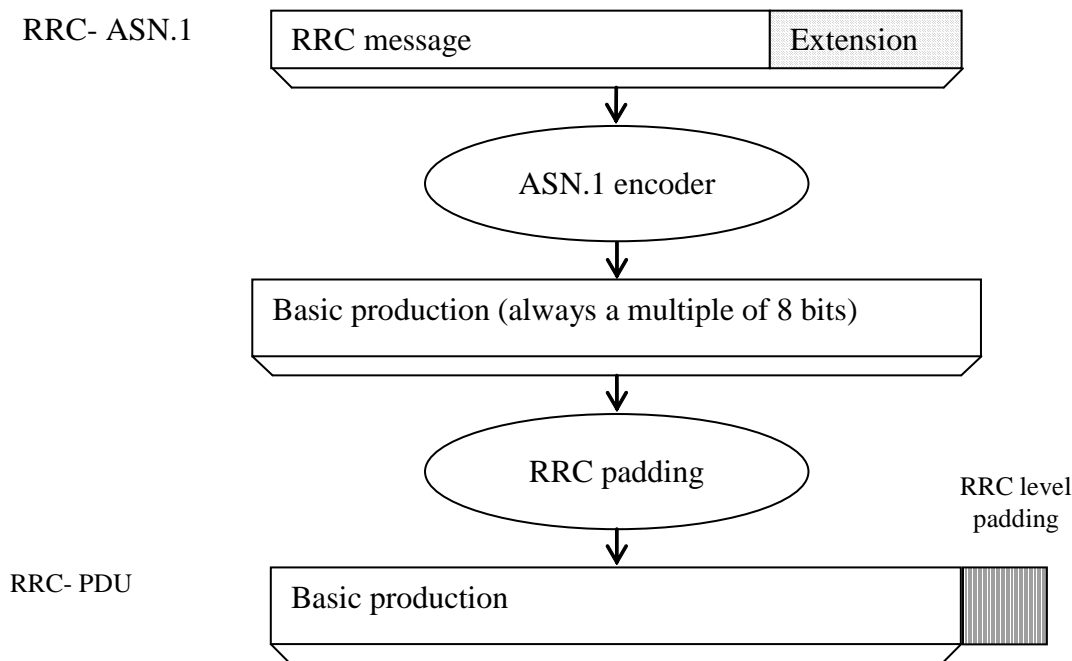 RRC- ASN.1
RRC message
Extension
ASN.1 encoder
Basic production (always a multiple of 8 bits)
RRC padding
RRC level
padding
RRC- PDU
Basic production